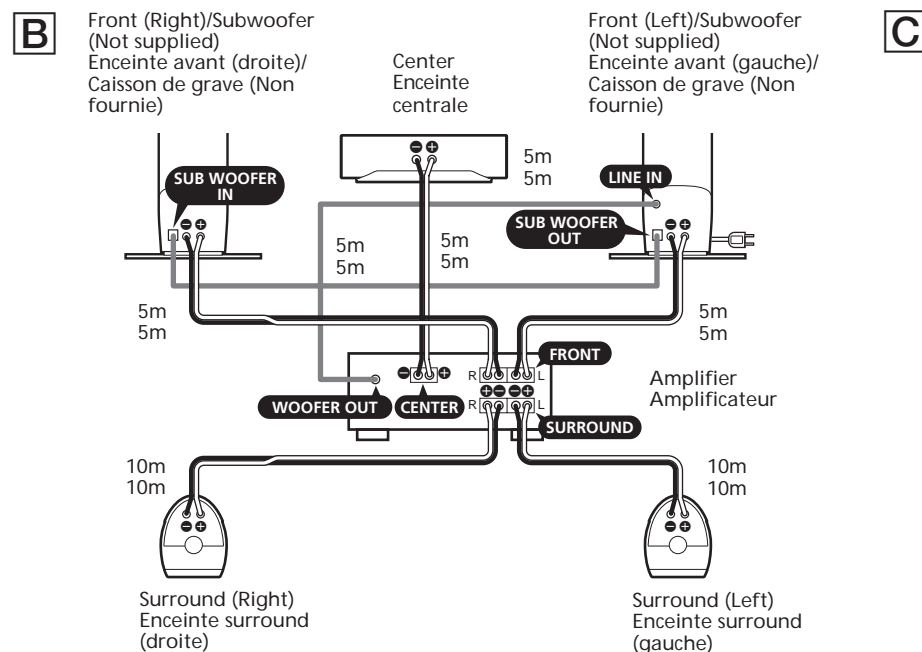 B
Front (Right)/Subwoofer
(Not supplied)
Enceinte avant (droite)/
Caisson de grave (Non
fournie)
Center
Enceinte
centrale
Front (Left)/Subwoofer
(Not supplied)
Enceinte avant (gauche)/
Caisson de grave (Non
fournie)
C
SUB WOOFER
IN
5m
5m
LINE IN
SUB WOOFER
OUT
5m
5m
5m
5m
5m
5m
5m
5m
FRONT
R
L
Amplifier
Amplificateur
WOOFER OUT
CENTER
R
L
SURROUND
10m
10m
10m
10m
Surround (Right)
Enceinte surround
(droite)
Surround (Left)
Enceinte surround
(gauche)